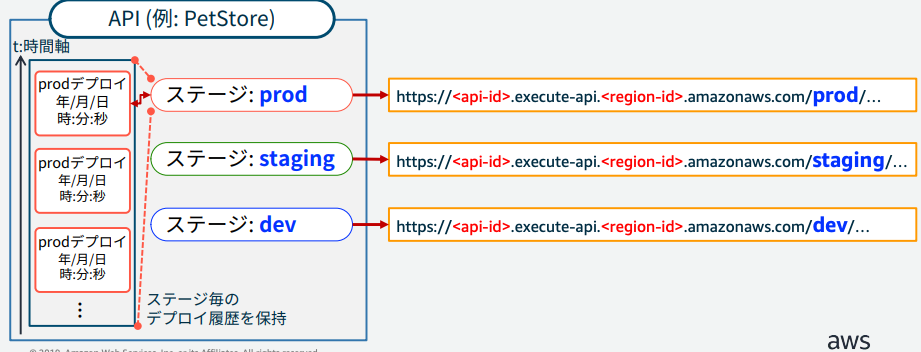 API (例: PetStore)
t:時間軸
prodデプロイ
年/月/日
時:分:秒
prodデプロイ
年/月/日
時:分:秒
prodデプロイ
年/月/日
時:分:秒
⋮
ステージ: prod
https://<api-id>.execute-api.<region-id>.amazonaws.com/prod/…
ステージ: staging
https://<api-id>.execute-api.<region-id>.amazonaws.com/staging/…
ステージ: dev
https://<api-id>.execute-api.<region-id>.amazonaws.com/dev/…
ステージ毎の
デプロイ履歴を保持
© 2019, Amazon Web Services, Inc. or its Affiliates. All rights reserved.
aws